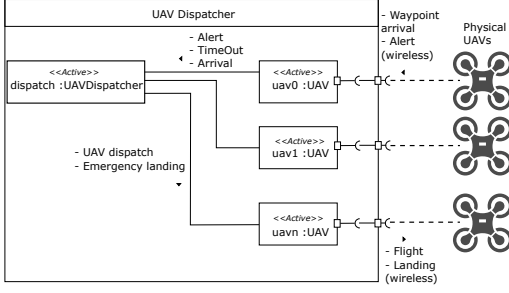 UAV Dispatcher
- Waypoint
arrival
- Alert
(wireless)
Physical
UAVs
- Alert
- TimeOut
- Arrival
<<Active>>
dispatch :UAVDispatcher
<<Active>>
uav0 :UAV
<<Active>>
uav1 :UAV
- UAV dispatch
- Emergency landing
<<Active>>
uavn :UAV
- Flight
- Landing
(wireless)